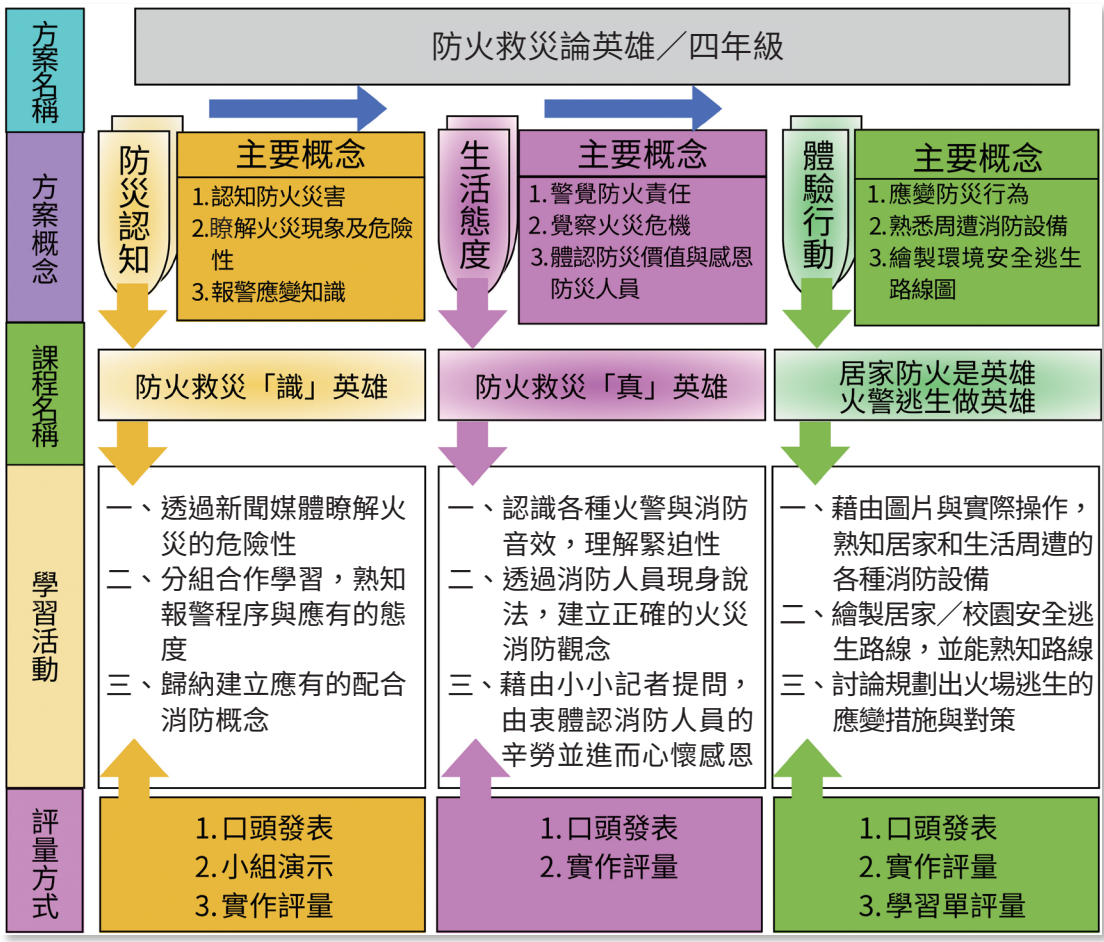 方案名稱
防火救災論英雄／四年級
方案概念
防災認知
主要概念
1.認知防火災害
2.瞭解火災現象及危險
性
3.報警應變知識
生活態度
主要概念
1.警覺防火責任
2.覺察火災危機
3.體認防災價值與感恩
防災人員
體驗行動
主要概念
1.應變防災行為
2.熟悉周遭消防設備
3.繪製環境安全逃生
路線圖
課程名稱
防火救災「識」英雄
防火救災「真」英雄
居家防火是英雄
火警逃生做英雄
學習活動
一、透過新聞媒體瞭解火
災的危險性
二、分組合作學習，熟知
報警程序與應有的態
度
三、歸納建立應有的配合
消防概念
一、認識各種火警與消防
音效，理解緊迫性
二、透過消防人員現身說
法，建立正確的火災
消防觀念
三、藉由小小記者提問，
由衷體認消防人員的
辛勞並進而心懷感恩
一、藉由圖片與實際操作，
熟知居家和生活周遭的
各種消防設備
二、繪製居家／校園安全逃
生路線，並能熟知路線
三、討論規劃出火場逃生的
應變措施與對策
評量方式
1.口頭發表
2.小組演示
3.實作評量
1.口頭發表
2.實作評量
1.口頭發表
2.實作評量
3.學習單評量